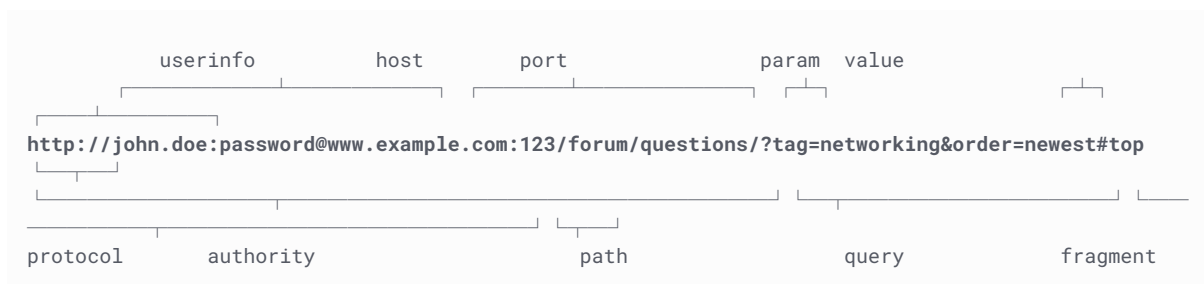 userinfo host port param value
http://john.doe:password@www.example.com:123/forum/questions/?tag=networking&order=newest#top
protocol authority path query fragment